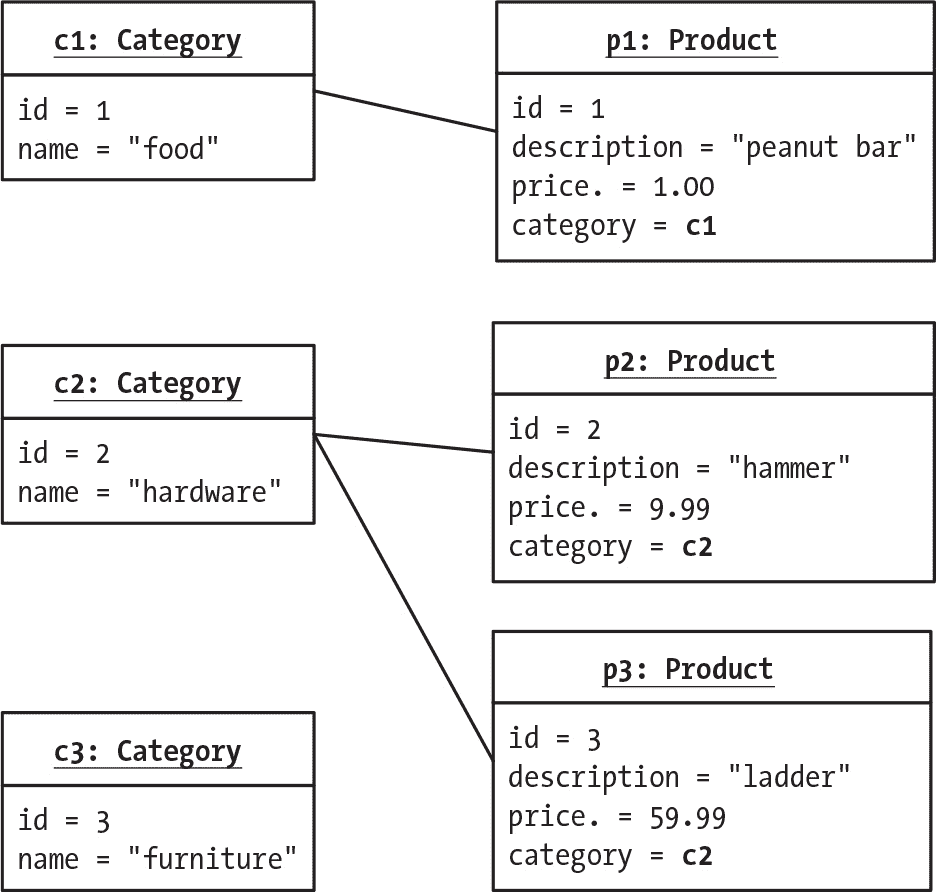 c1: Category
id = 1
name = "food"
p1: Product
id = 1
description = "peanut bar"
price. = 1.00
category = c1
c2: Category
id = 2
name = "hardware"
p2: Product
id = 2
description = "hammer"
price. = 9.99
category = c2
c3: Category
id = 3
name = "furniture"
p3: Product
id = 3
description = "ladder"
price. = 59.99
category = c2